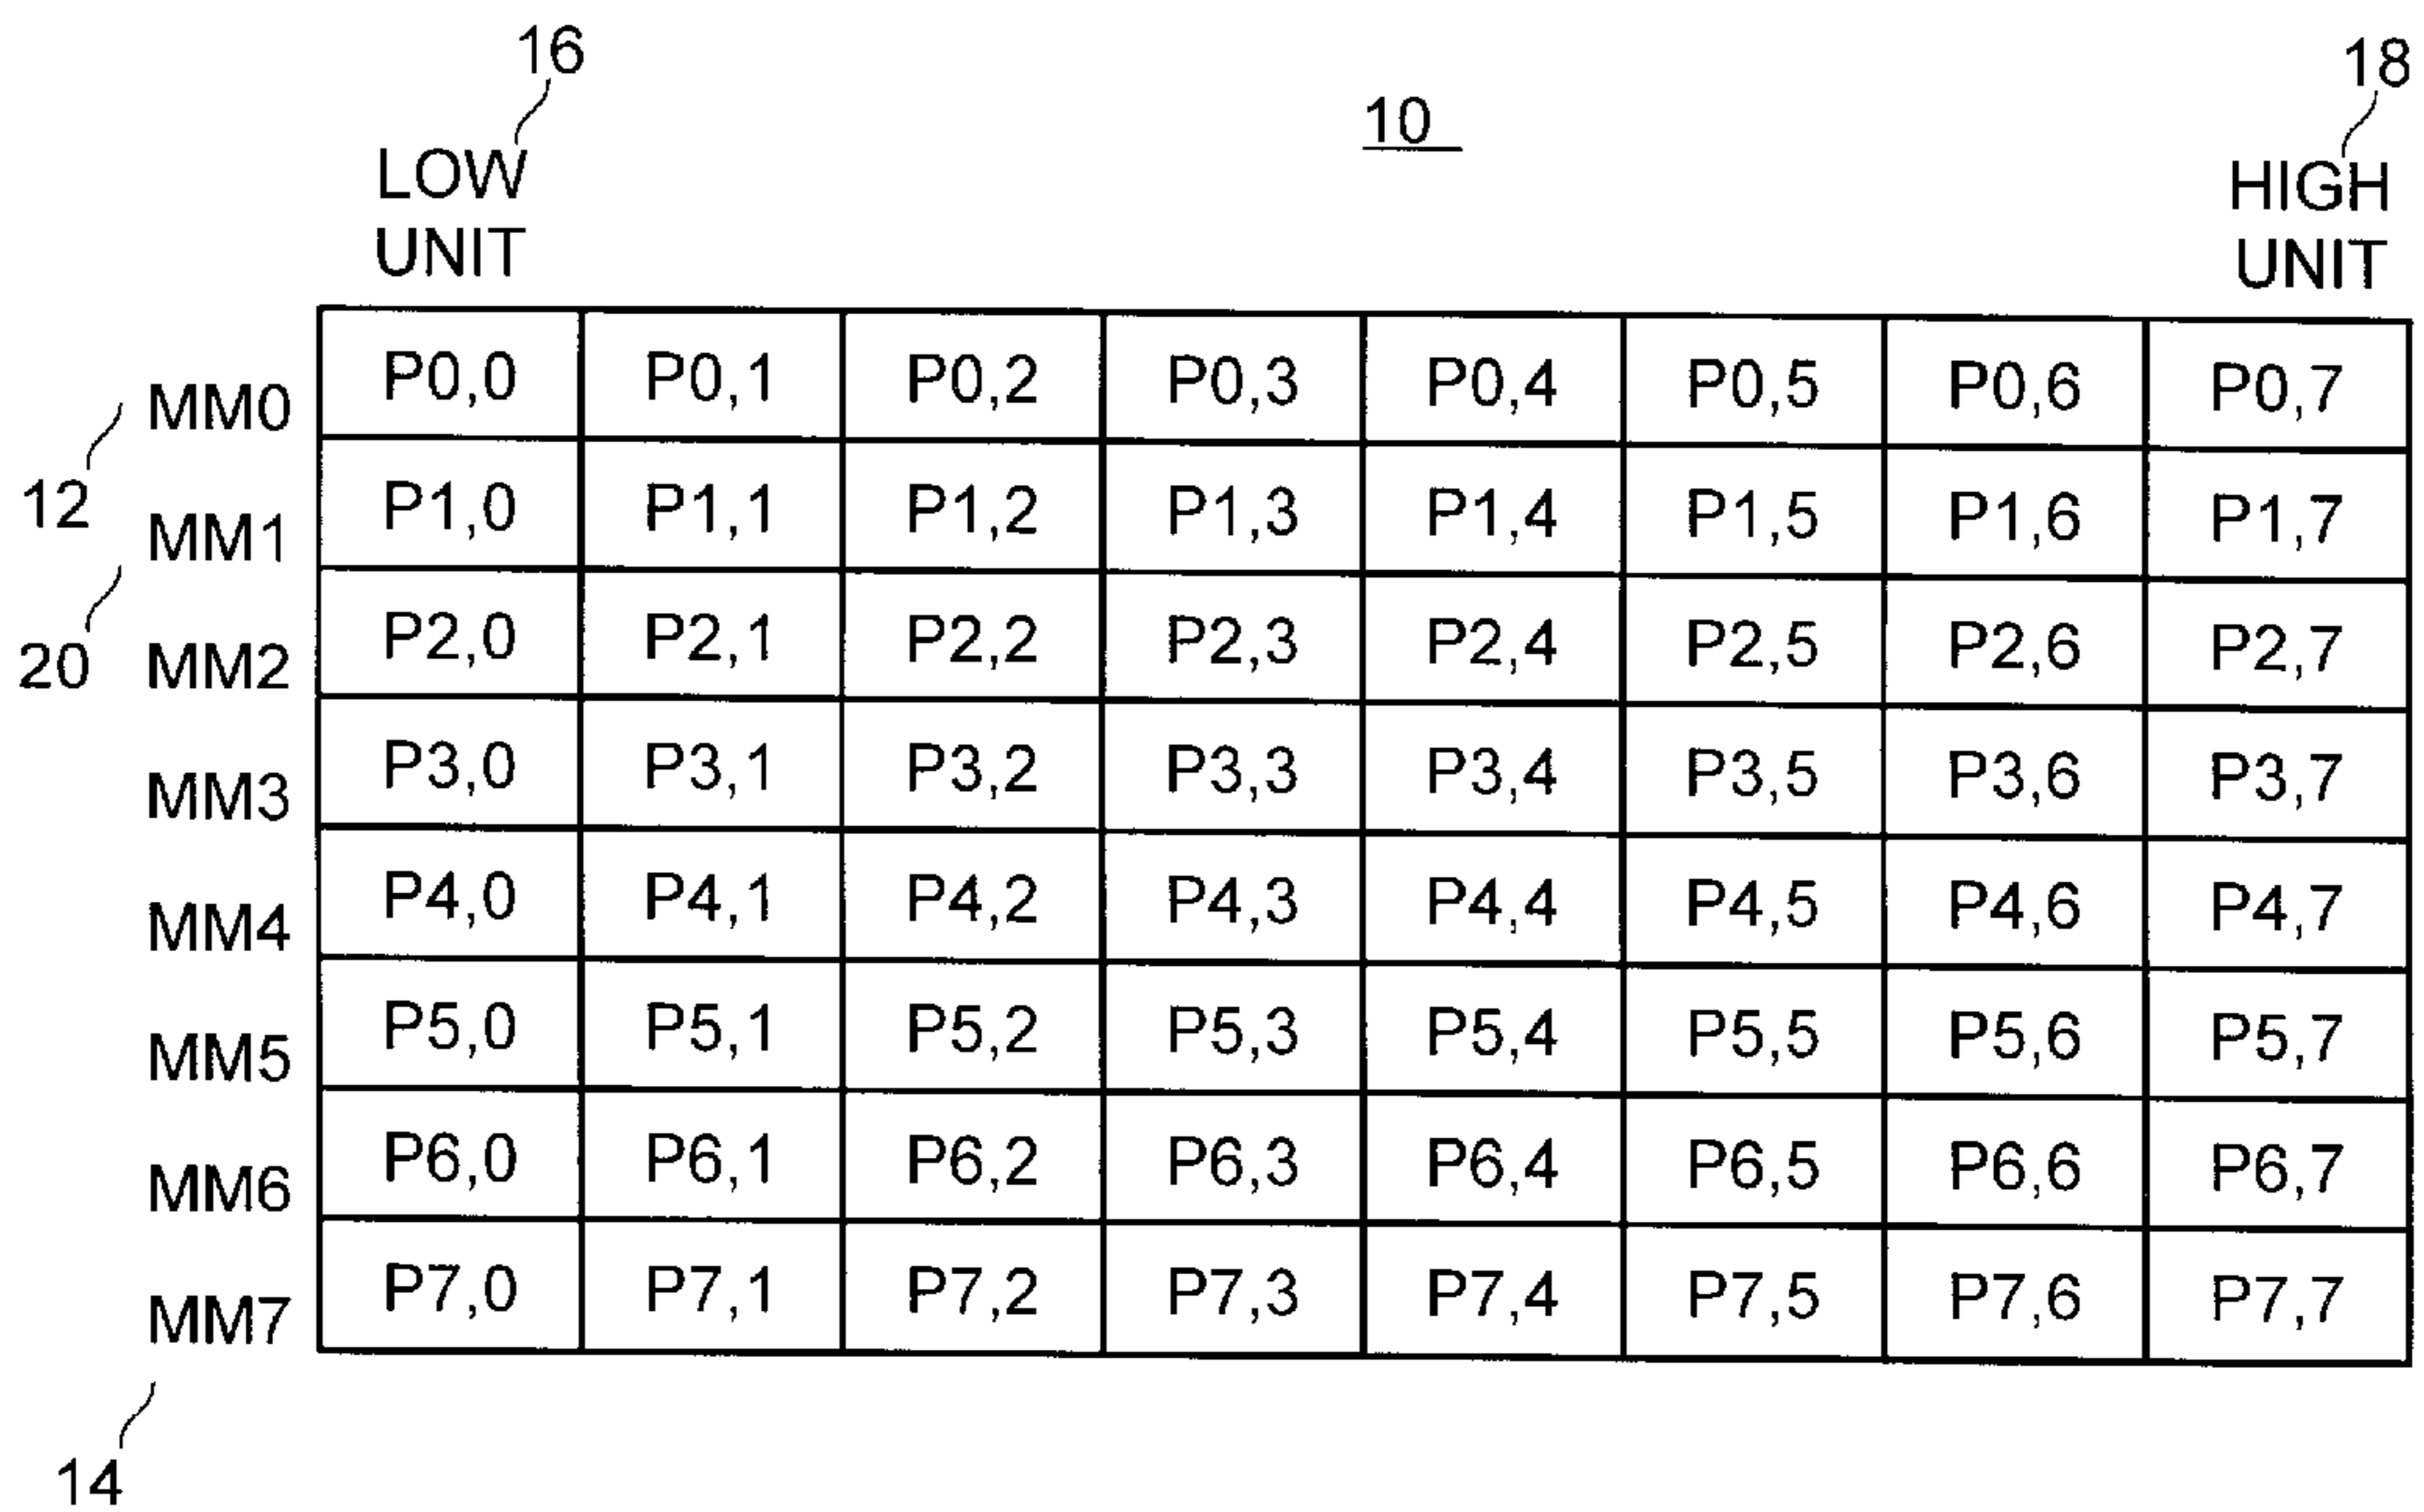 16
10
18
LOW
UNIT
HIGH
UNIT
MM0 P0,0 P0,1 P0,2 P0,3 P0,4 P0,5 P0,6 P0,7
12
MM1 P1,0 P1,1 P1,2 P1,3 P1,4 P1,5 P1,6 P1,7
20
MM2 P2,0 P2,1 P2,2 P2,3 P2,4 P2,5 P2,6 P2,7
MM3 P3,0 P3,1 P3,2 P3,3 P3,4 P3,5 P3,6 P3,7
MM4 P4,0 P4,1 P4,2 P4,3 P4,4 P4,5 P4,6 P4,7
MM5 P5,0 P5,1 P5,2 P5,3 P5,4 P5,5 P5,6 P5,7
MM6 P6,0 P6,1 P6,2 P6,3 P6,4 P6,5 P6,6 P6,7
MM7 P7,0 P7,1 P7,2 P7,3 P7,4 P7,5 P7,6 P7,7
14